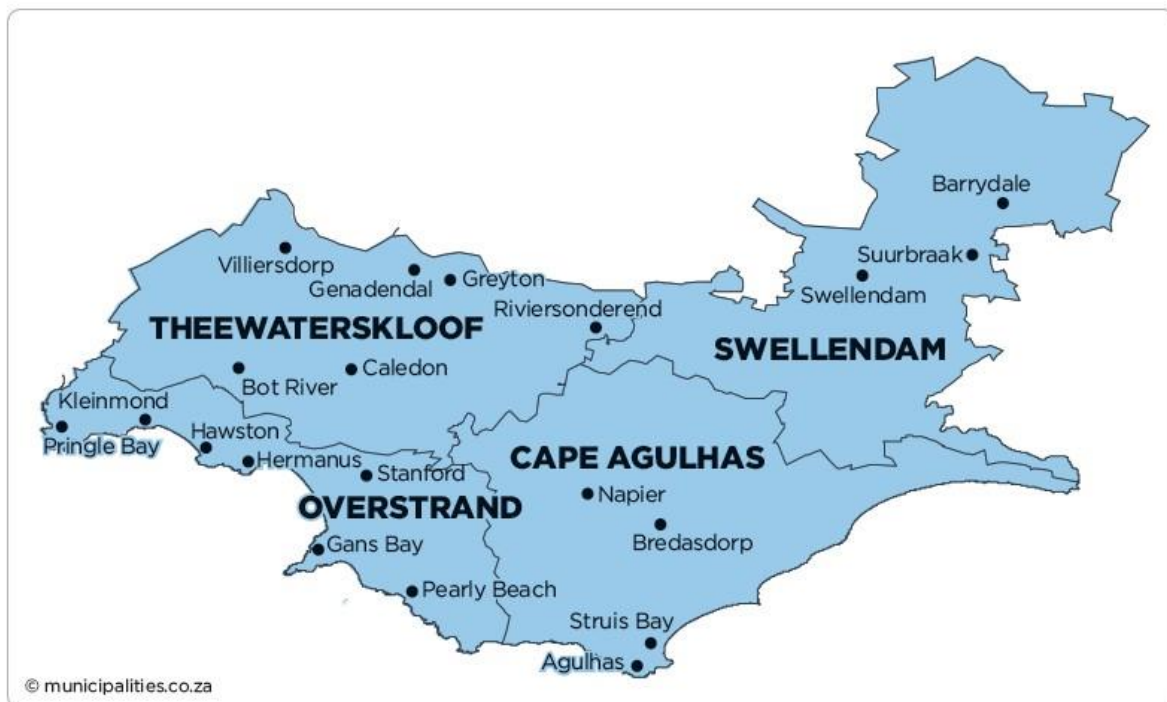 Barrydale
Suurbraak
Villiersdorp
Genadendal
Greyton
Swellendam
Riviersonderend
THEEWATERSKLOOF
SWELLENDAM
Bot River
Caledon
Kleinmond
Pringle Bay
Hawston
Hermanus
Stanford
CAPE AGULHAS
OVERSTRAND
Napier
Bredasdorp
Gans Bay
Pearly Beach
Struis Bay
Agulhas
© municipalities.co.za